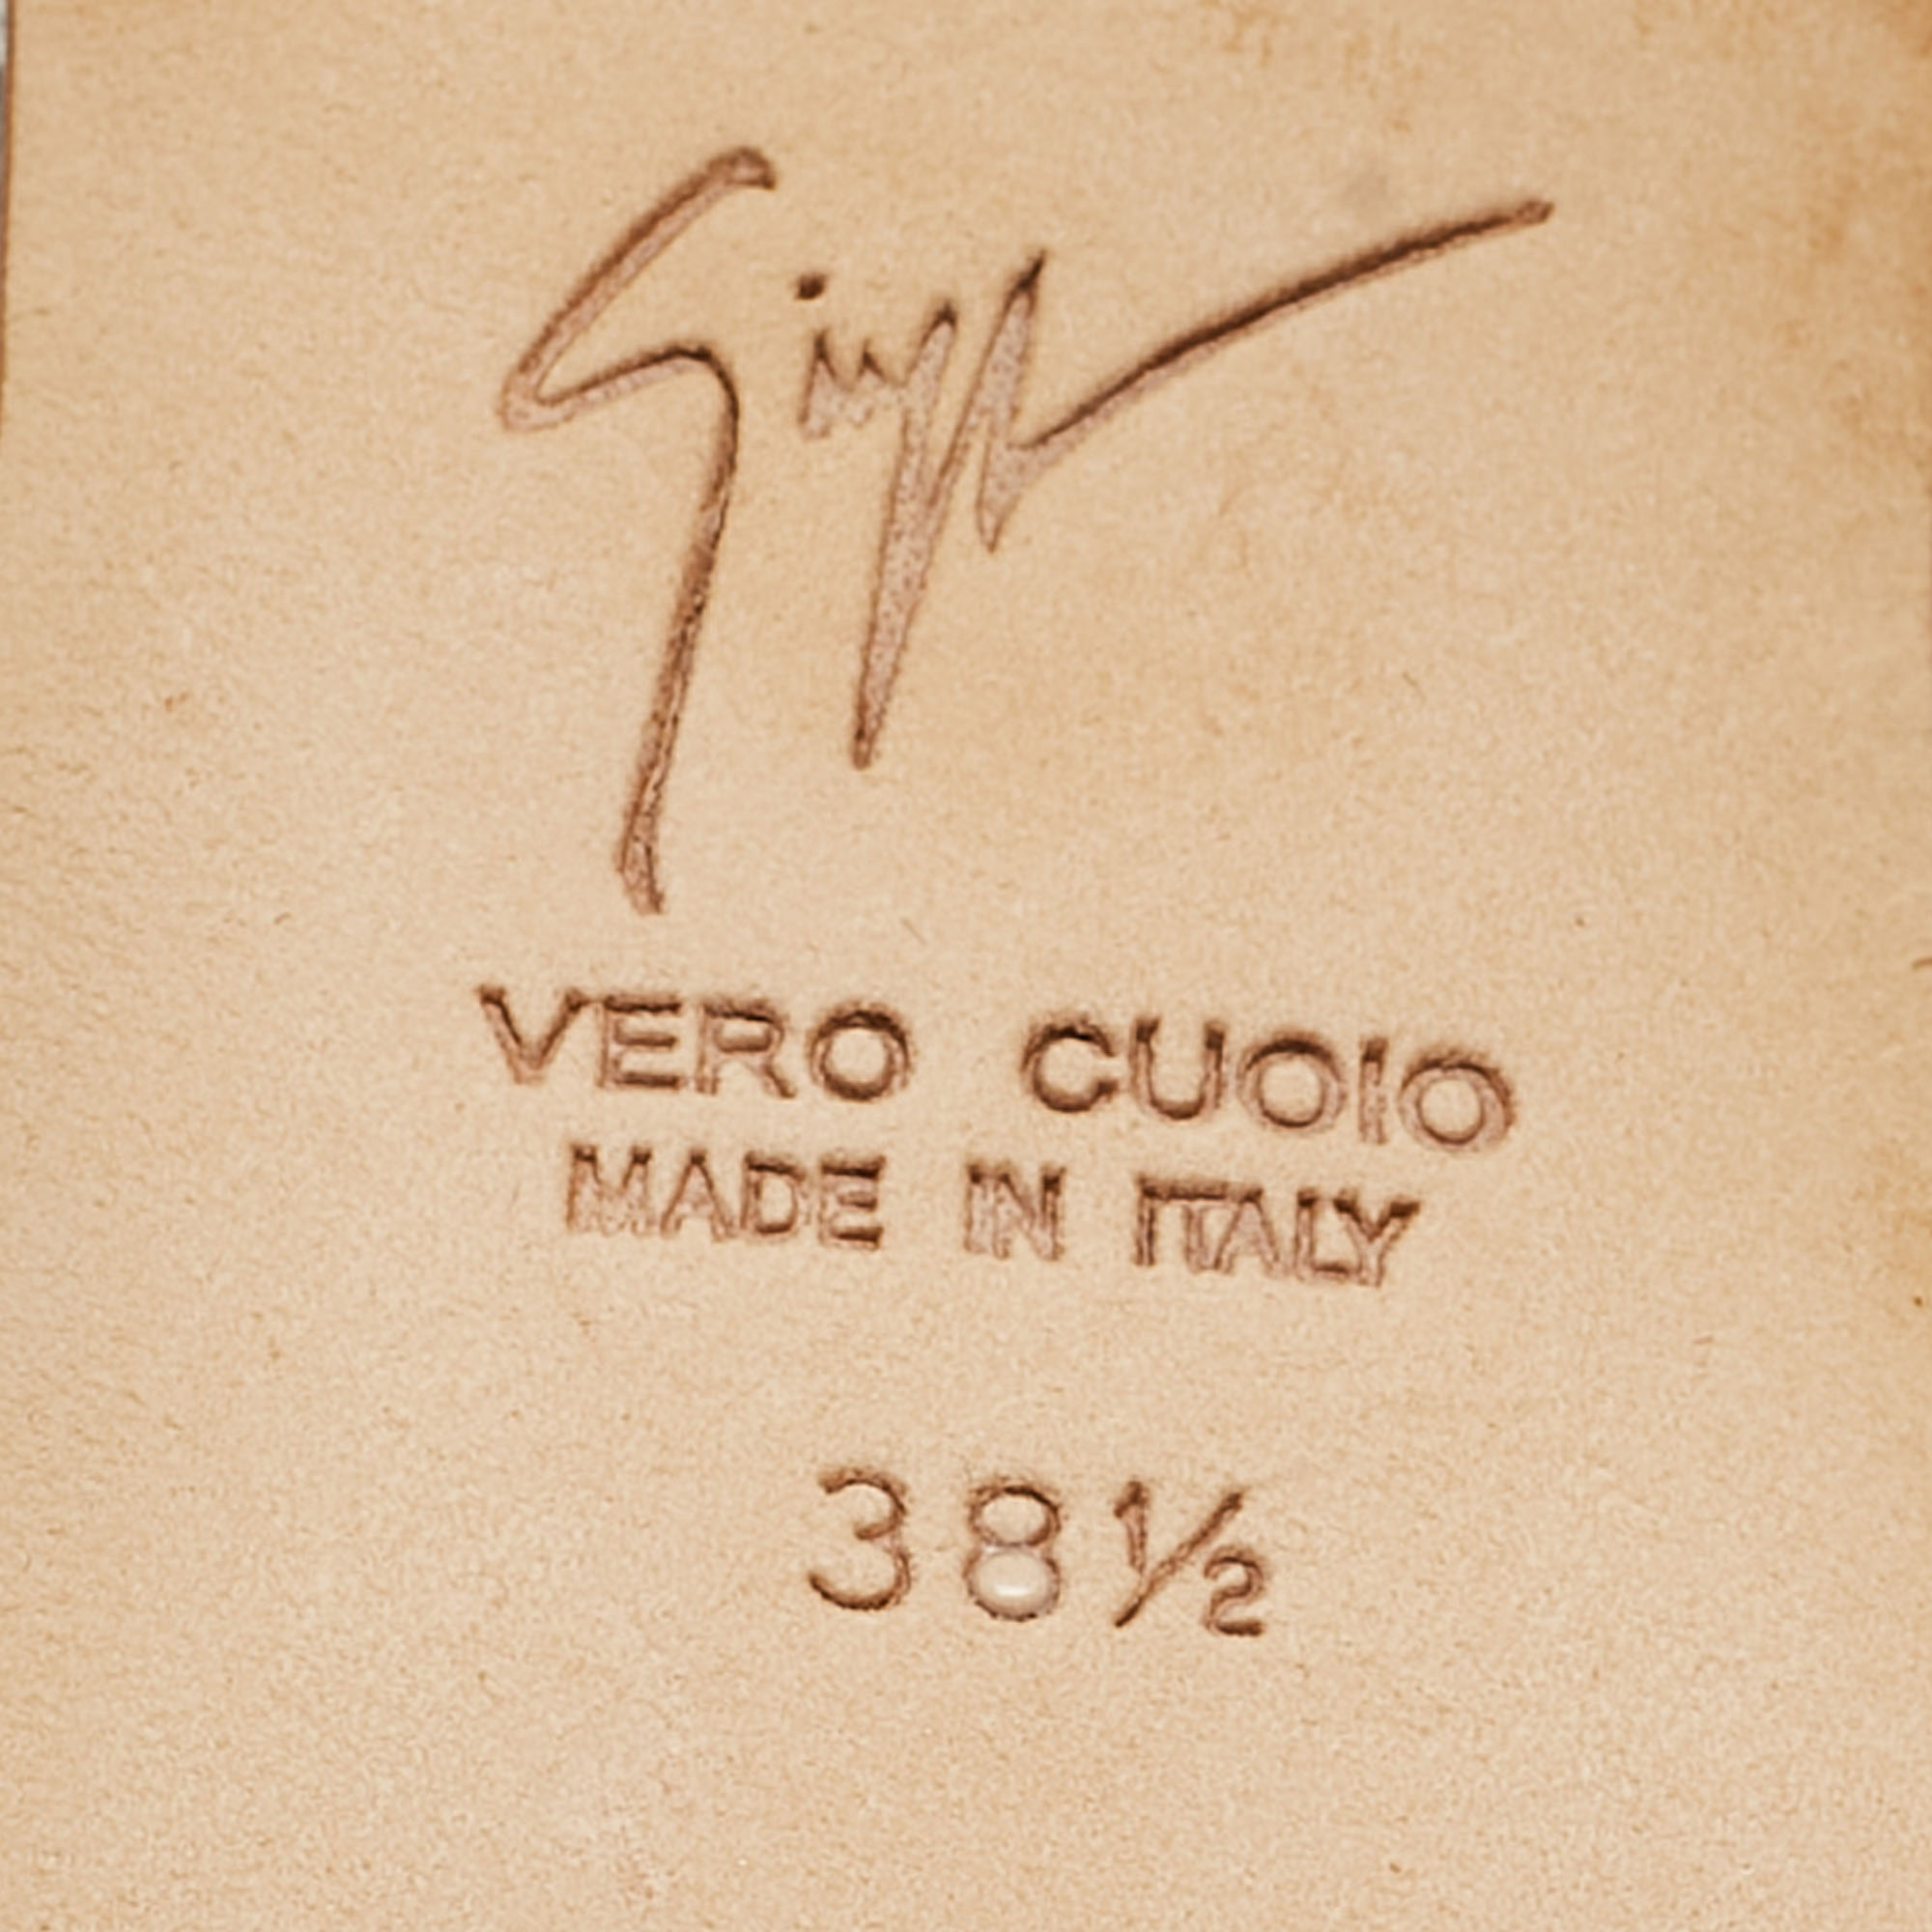 VERO CUOIO
MADE IN ITALY
38½